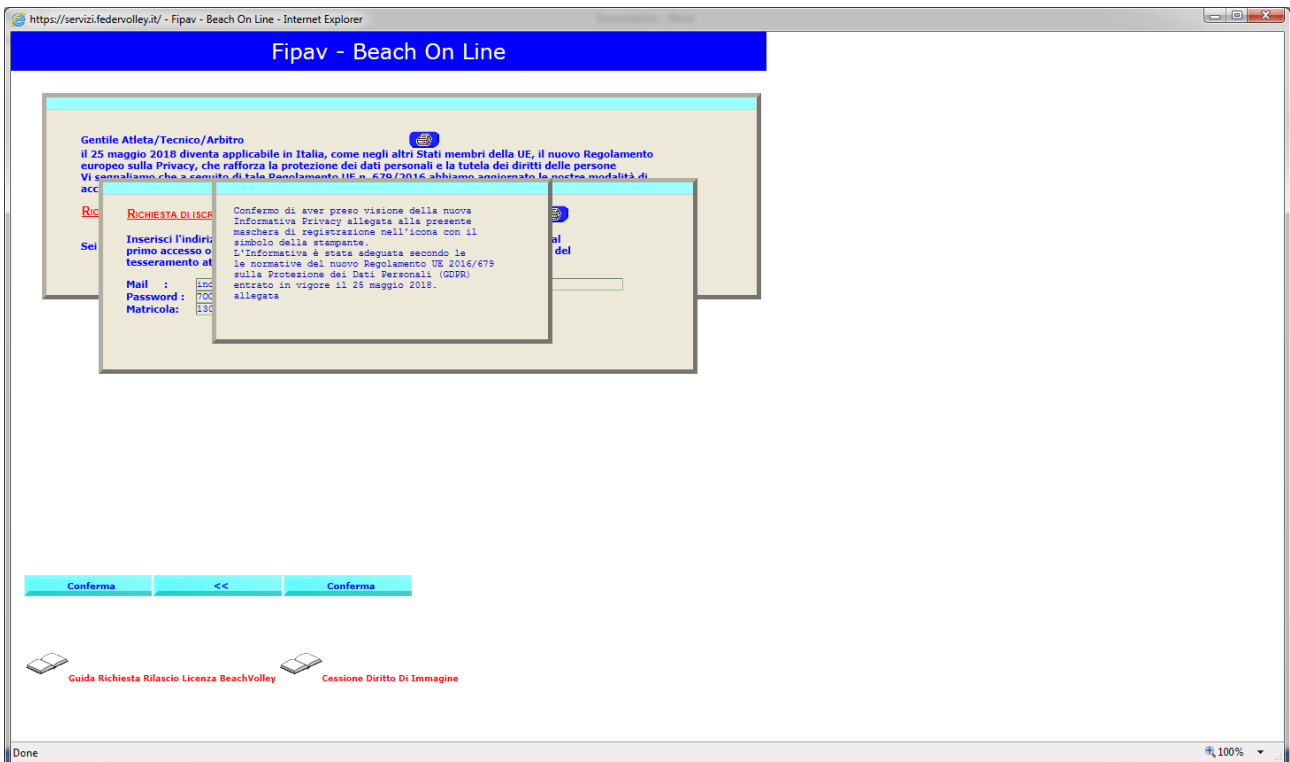 https://servizi.federvolley.it/ - Fipav - Beach On Line - Internet Explorer
Fipav - Beach On Line
Gentile Atleta/Tecnico/Arbitro
il 25 maggio 2018 diventa applicabile in Italia, come negli altri Stati membri della UE, il nuovo Regolamento
europeo sulla Privacy, che rafforza la protezione dei dati personali e la tutela dei diritti delle persone
Vi segnaliamo che a seguito di tale Regolamento UE n. 679/2016 abbiamo aggiornato le nostre modalità di
acc
RIC
Sei
RICHIESTA DI ISCR
Inserisci l'indiriz
al
primo accesso o
del
tesseramento at
Mail :
Password : 700
Matricola: 130
Confermo di aver preso visione della nuova
Informativa Privacy allegata alla presente
maschera di registrazione nell'icona con il
simbolo della stampante.
L'Informativa è stata adeguata secondo le
le normative del nuovo Regolamento UE 2016/679
sulla Protezione dei Dati Personali (GDPR)
entrato in vigore il 25 maggio 2018.
allegata
Conferma << Conferma
Guida Richiesta Rilascio Licenza BeachVolley
Cessione Diritto Di Immagine
Done
100%